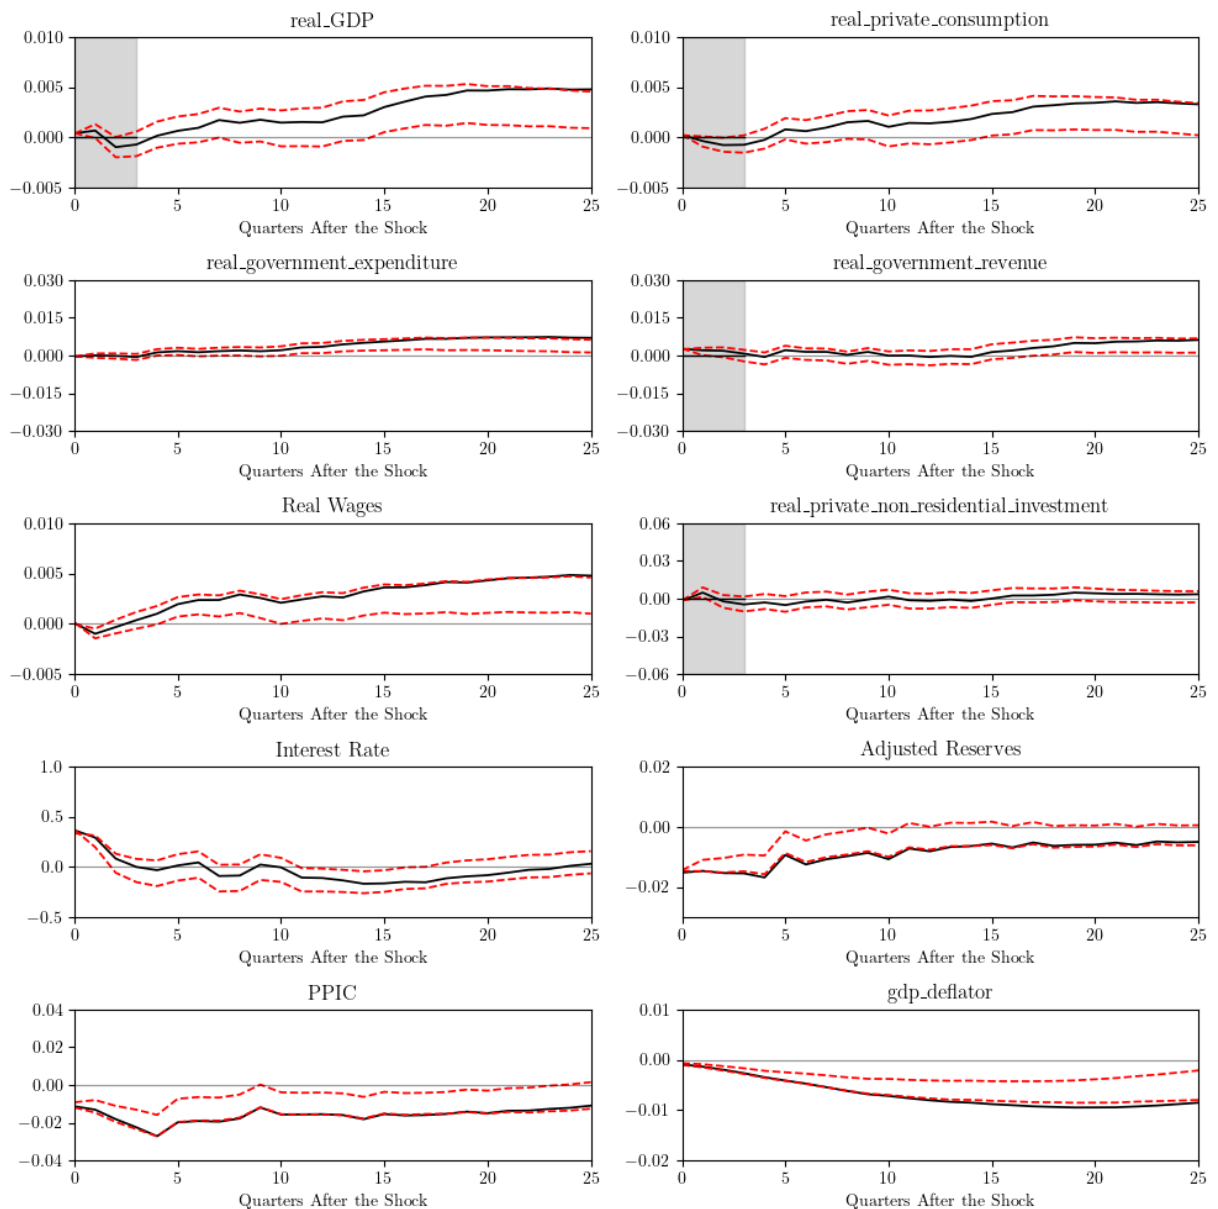 real_GDP
0.010
0.005
0.000
−0.005
0 5 10 15 20 25
Quarters After the Shock
real_private_consumption
0.010
0.005
0.000
−0.005
0 5 10 15 20 25
Quarters After the Shock
real_government_expenditure
0.030
0.015
0.000
−0.015
−0.030
0 5 10 15 20 25
Quarters After the Shock
real_government_revenue
0.030
0.015
0.000
−0.015
−0.030
0 5 10 15 20 25
Quarters After the Shock
Real Wages
0.010
0.005
0.000
−0.005
0 5 10 15 20 25
Quarters After the Shock
real_private_non_residential_investment
0.06
0.03
0.00
−0.03
−0.06
0 5 10 15 20 25
Quarters After the Shock
Interest Rate
1.0
0.5
0.0
−0.5
0 5 10 15 20 25
Quarters After the Shock
Adjusted Reserves
0.02
0.00
−0.02
0 5 10 15 20 25
Quarters After the Shock
PPIC
0.04
0.02
0.00
−0.02
−0.04
0 5 10 15 20 25
Quarters After the Shock
gdp_deflator
0.01
0.00
−0.01
−0.02
0 5 10 15 20 25
Quarters After the Shock